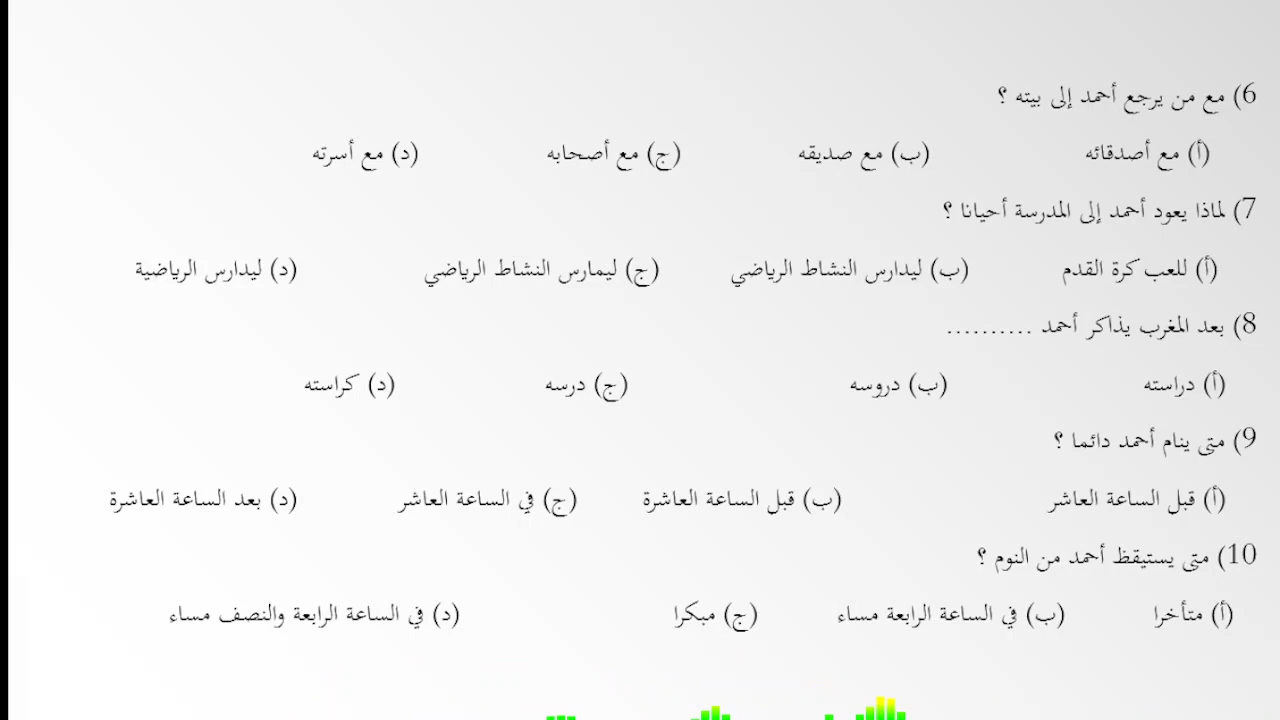 6) مع من يرجع أحمد إلى بيته ؟
(أ) مع أصدقائه (ب) مع صديقه (ج) مع أصحابه (د) مع أسرته
7) لماذا يعود أحمد إلى المدرسة أحيانا ؟
(أ) للعب كرة القدم (ب) ليدارس النشاط الرياضي (ج) ليمارس النشاط الرياضي (د) ليدارس الرياضية
8) بعد المغرب يذاكر أحمد ..........
(أ) دراسته (ب) دروسه (ج) درسه (د) كراسته
9) متى ينام أحمد دائما ؟
(أ) قبل الساعة العاشر (ب) قبل الساعة العاشرة (ج) في الساعة العاشر (د) بعد الساعة العاشرة
10) متى يستيقظ أحمد من النوم ؟
(أ) متأخرا (ب) في الساعة الرابعة مساء (ج) مبكرا (د) في الساعة الرابعة والنصف مساء